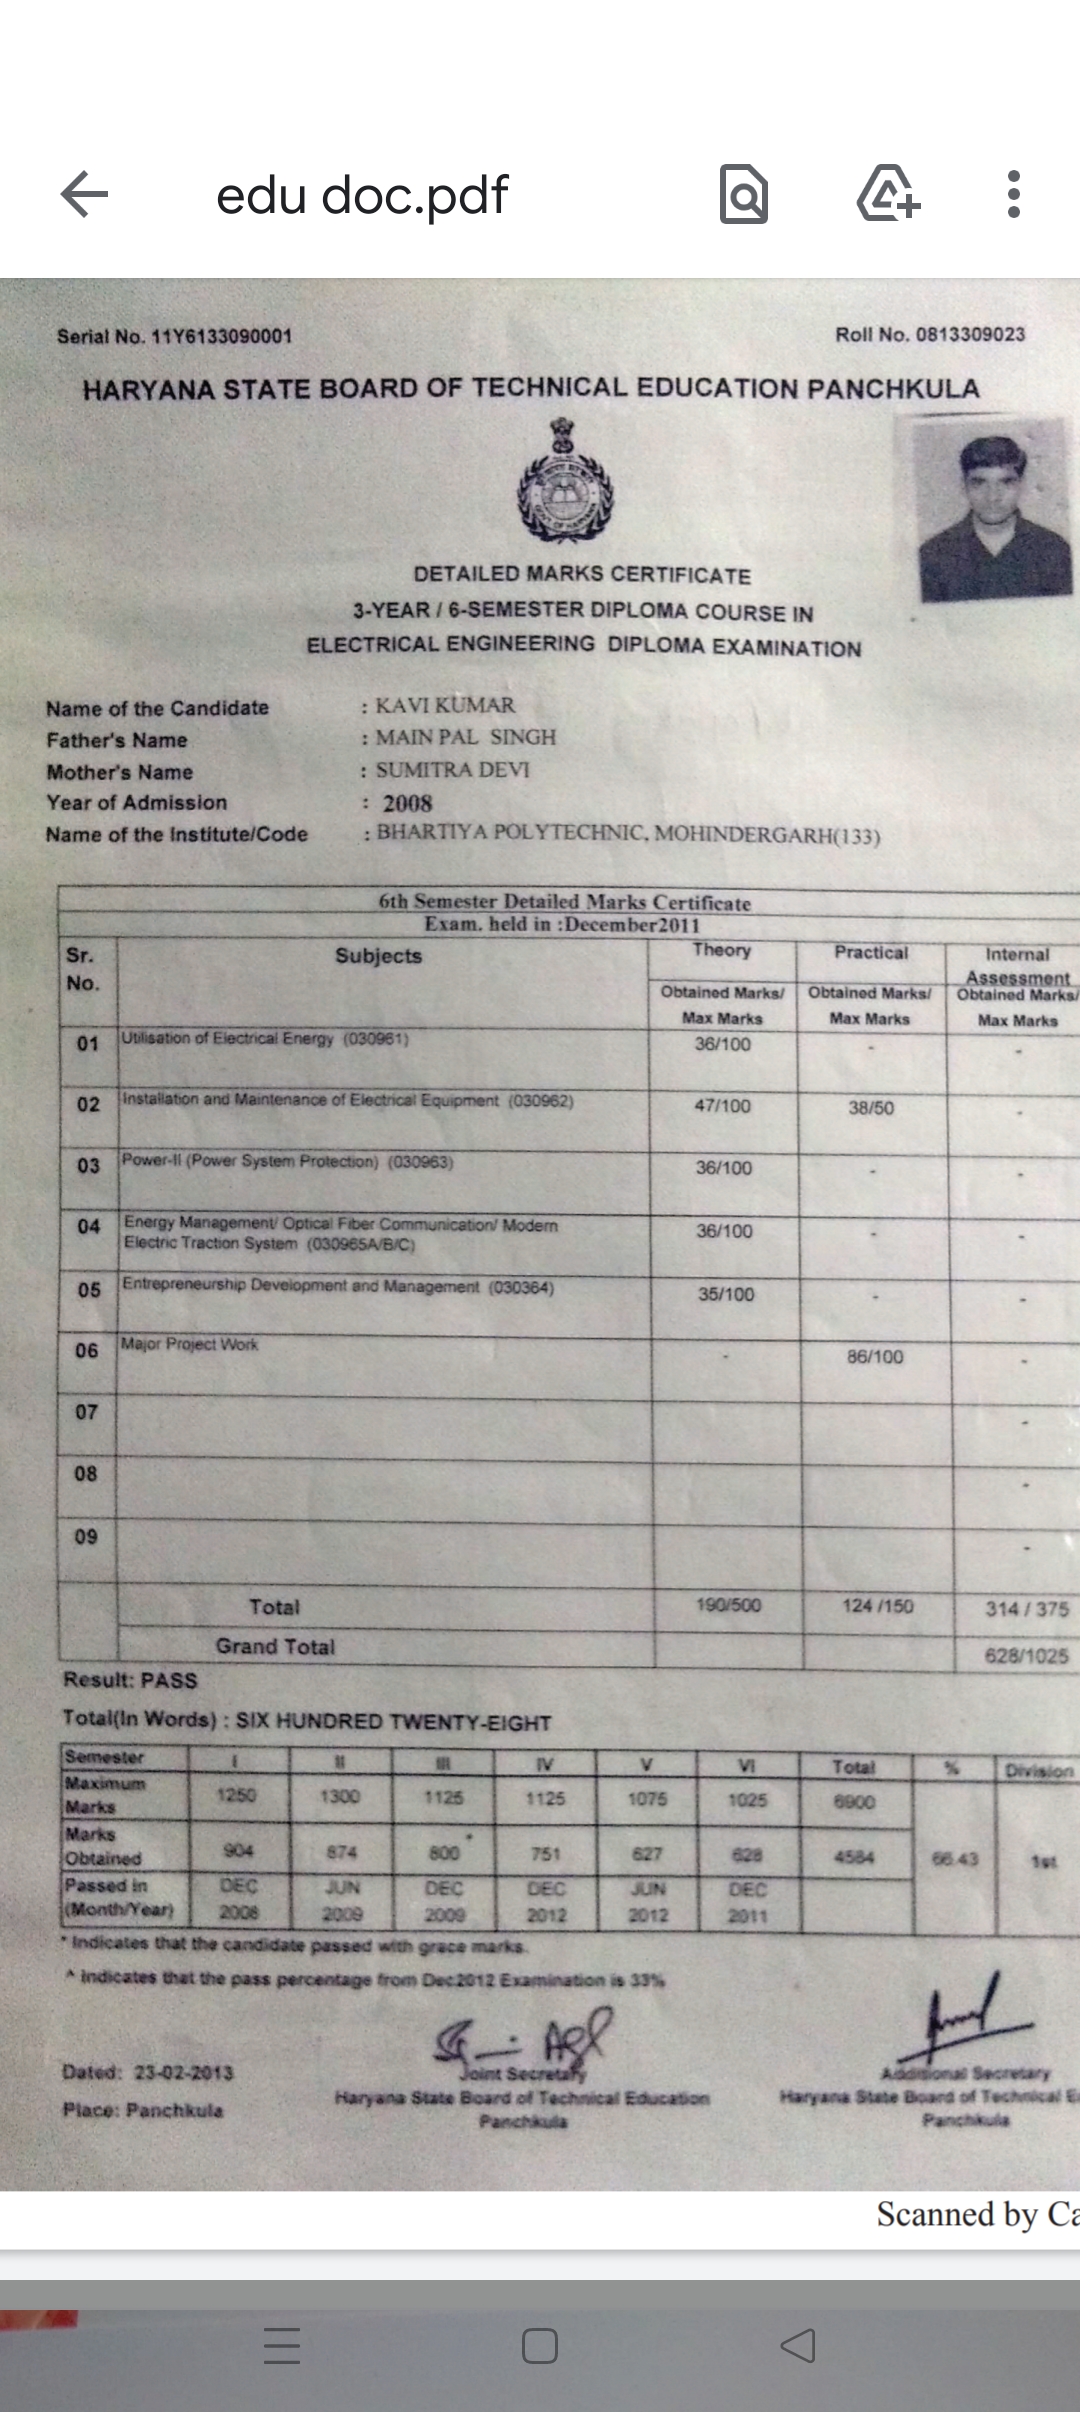 edu doc.pdf
Serial No. 11Y6133090001 Roll No. 0813309023
HARYANA STATE BOARD OF TECHNICAL EDUCATION PANCHKULA
DETAILED MARKS CERTIFICATE
3-YEAR / 6-SEMESTER DIPLOMA COURSE IN
ELECTRICAL ENGINEERING DIPLOMA EXAMINATION
Name of the Candidate : KAVI KUMAR
Father's Name : MAIN PAL SINGH
Mother's Name : SUMITRA DEVI
Year of Admission : 2008
Name of the Institute/Code : BHARTIYA POLYTECHNIC, MOHINDERGARH(133)
6th Semester Detailed Marks Certificate
Exam. held in :December2011
Sr. No. Subjects Theory Practical Internal Assessment
Obtained Marks/ Max Marks Obtained Marks/ Max Marks Obtained Marks/ Max Marks
01 Utilisation of Electrical Energy (030961) 36/100 - -
02 Installation and Maintenance of Electrical Equipment (030962) 47/100 38/50 -
03 Power-II (Power System Protection) (030963) 36/100 - -
04 Energy Management/ Optical Fiber Communication/ Modern
Electric Traction System (030965A/B/C) 36/100 - -
05 Entrepreneurship Development and Management (030364) 35/100 - -
06 Major Project Work - 86/100 -
07 -
08 -
09 -
Total 190/500 124 /150 314 / 375
Grand Total 628/1025
Result: PASS
Total(In Words) : SIX HUNDRED TWENTY-EIGHT
Semester I II III IV V VI Total % Division
Maximum Marks 1250 1300 1125 1125 1075 1025 6900
Marks Obtained 904 874 800* 751 627 628 4584 66.43 1st
Passed in (Month/Year) DEC 2008 JUN 2009 DEC 2009 DEC 2012 JUN 2012 DEC 2011
* Indicates that the candidate passed with grace marks.
^ Indicates that the pass percentage from Dec2012 Examination is 33%
Dated: 23-02-2013
Place: Panchkula
Joint Secretary
Haryana State Board of Technical Education
Panchkula
Additional Secretary
Haryana State Board of Technical
Panchkula
Scanned by